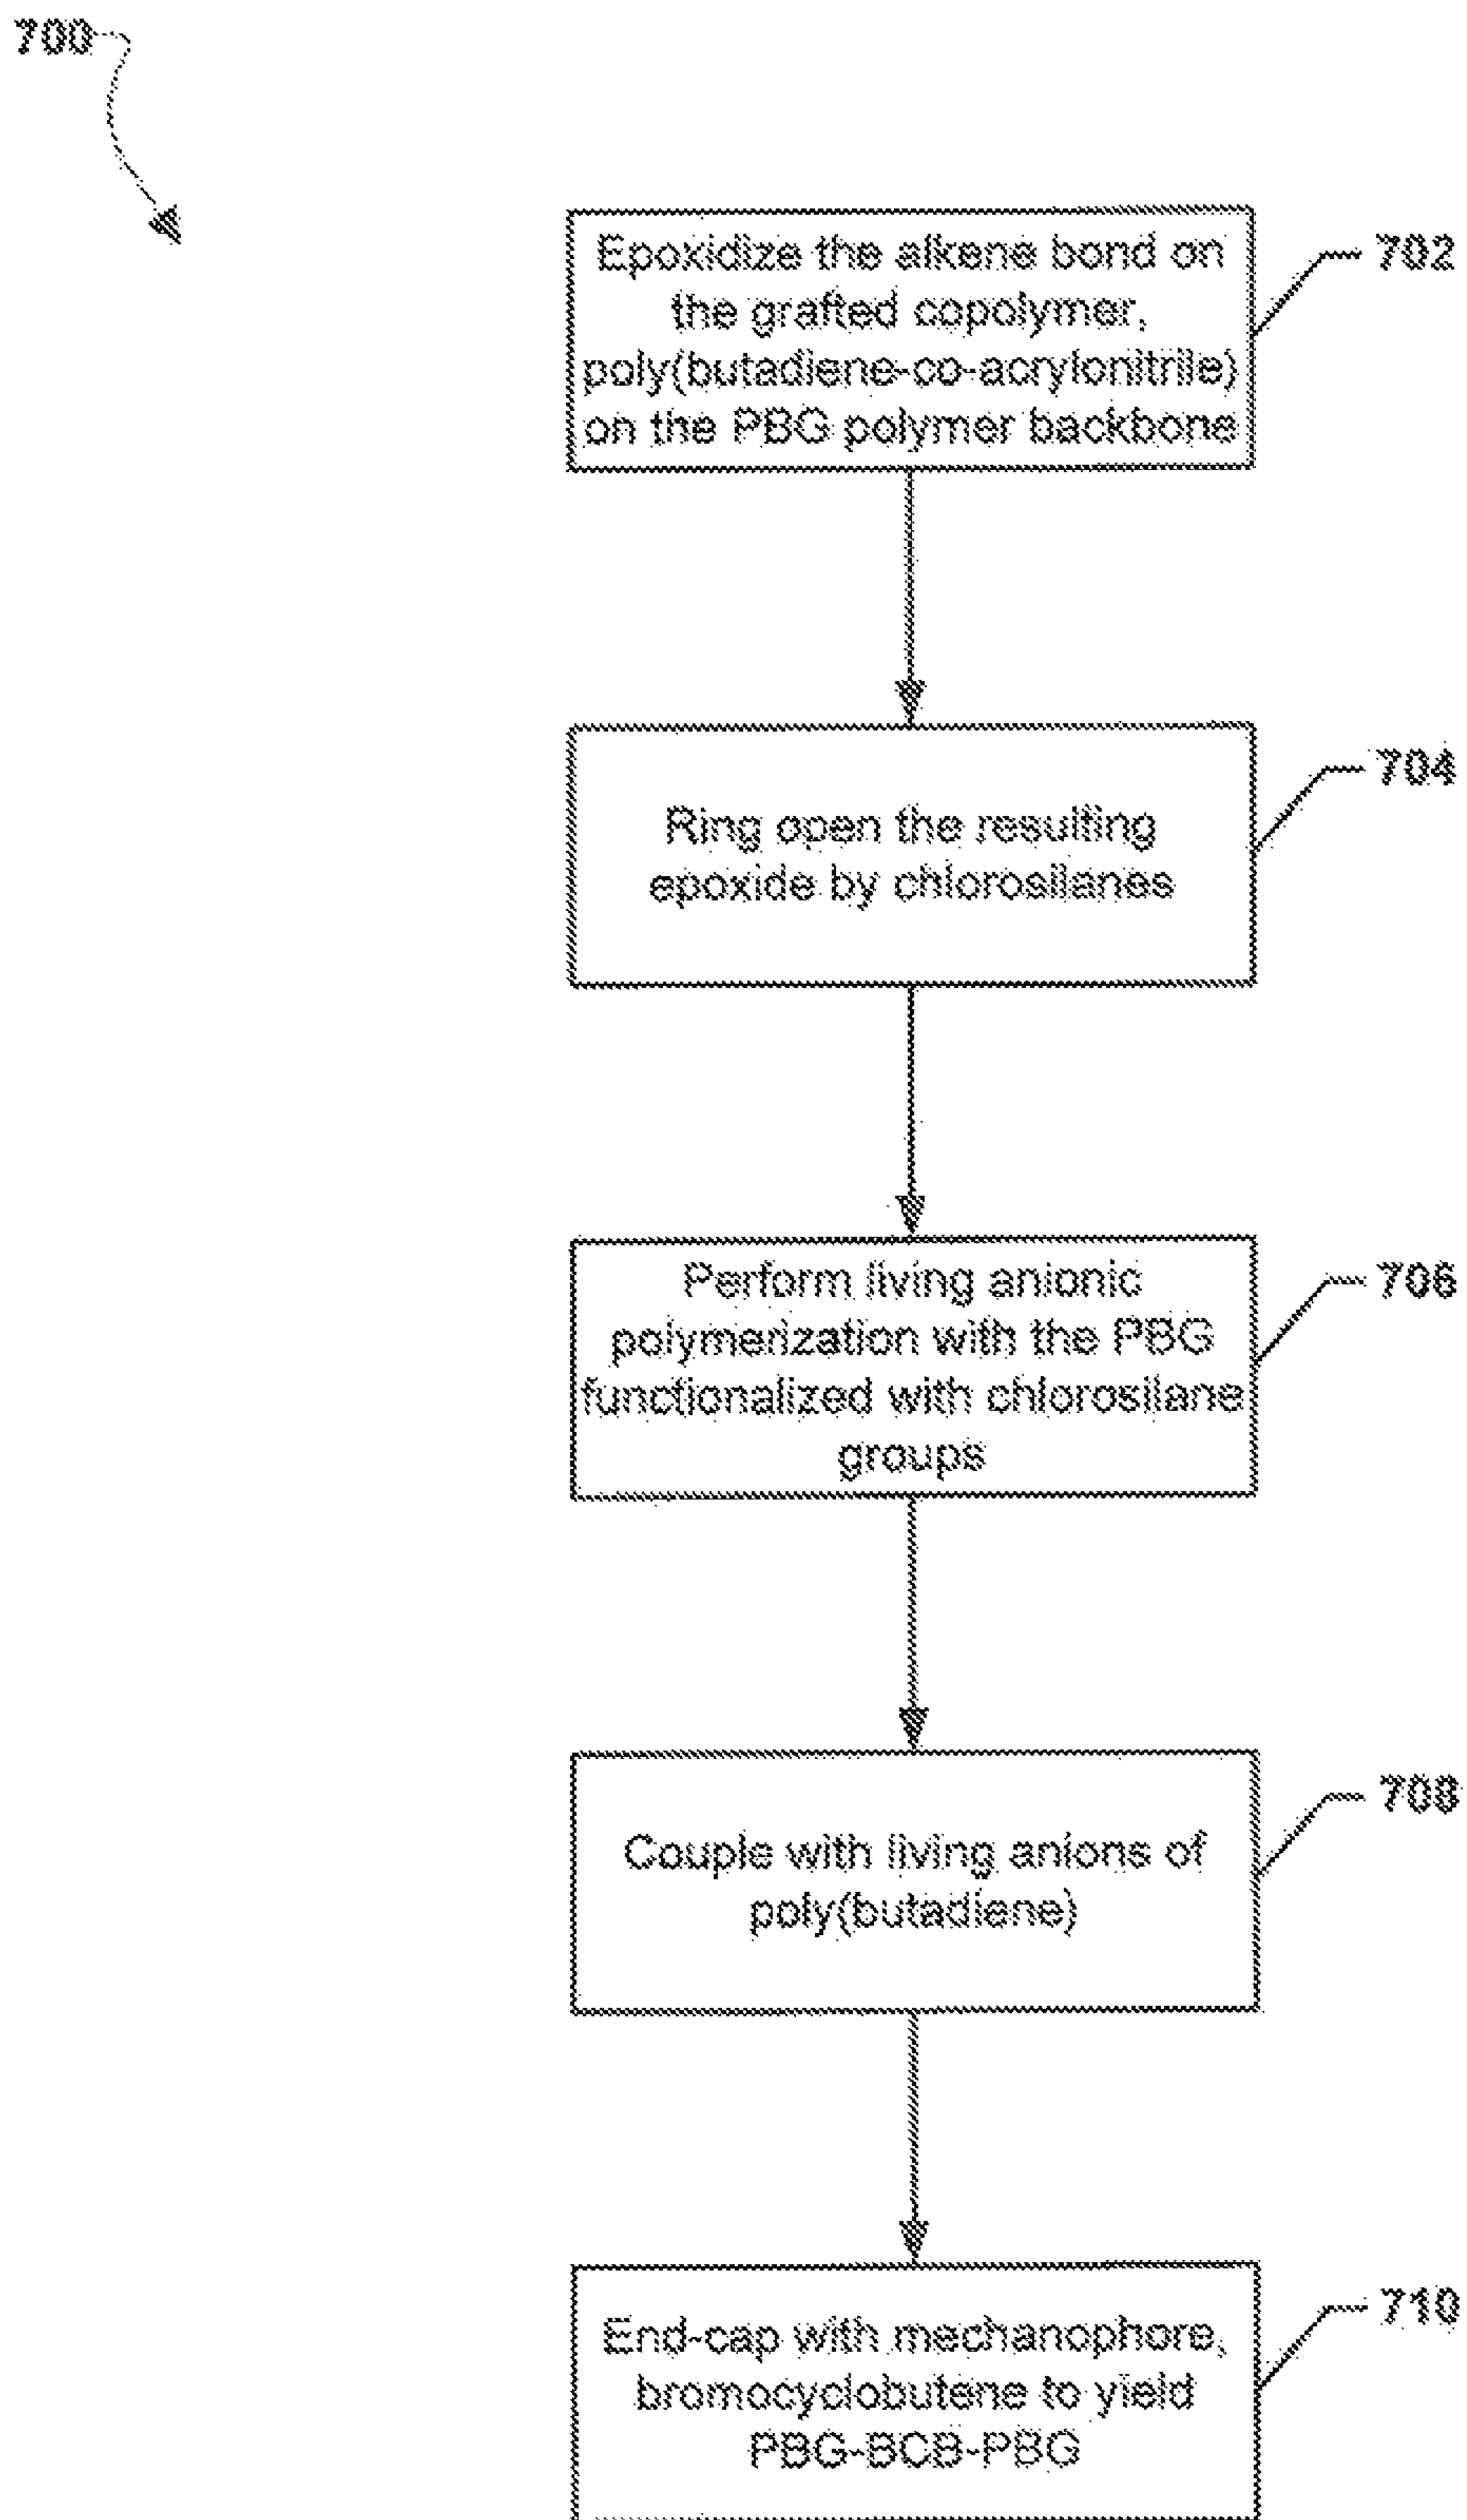 700
Epoxidize the alkene bond on
the grafted copolymer,
poly(butadiene-co-acrylonitrile)
on the PBG polymer backbone
702
Ring open the resulting
epoxide by chlorosilanes
704
Perform living anionic
polymerization with the PBG
functionalized with chlorosilane
groups
706
Couple with living anions of
poly(butadiene)
708
End-cap with mechanophore,
bromocyclobutene to yield
PBG-BCB-PBG
710